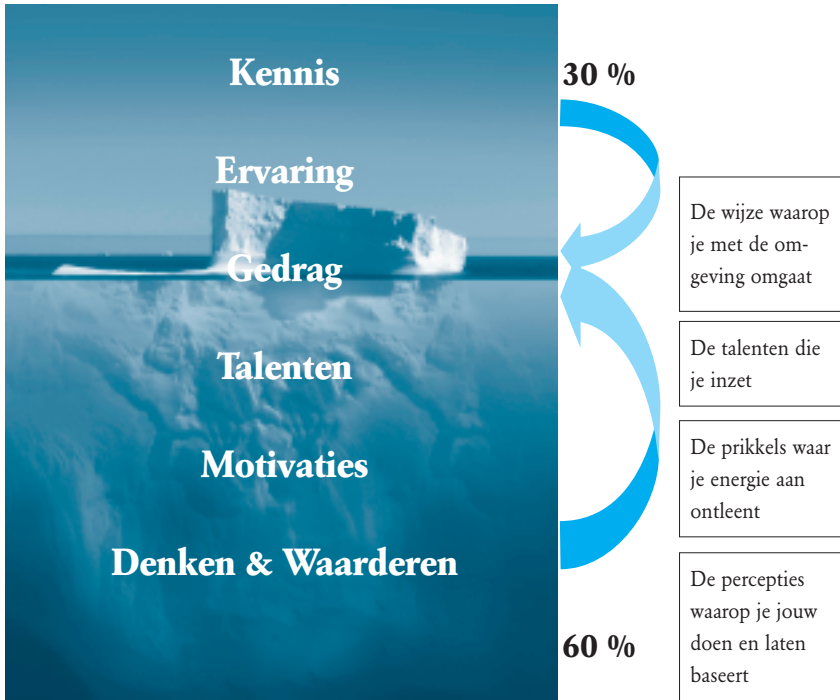 Kennis
30 %
Ervaring
Gedrag
Talenten
Motivaties
Denken & Waarderen
60 %
De wijze waarop
je met de om-
geving omgaat
De talenten die
je inzet
De prikkels waar
je energie aan
ontleent
De percepties
waarop je jouw
doen en laten
baseert